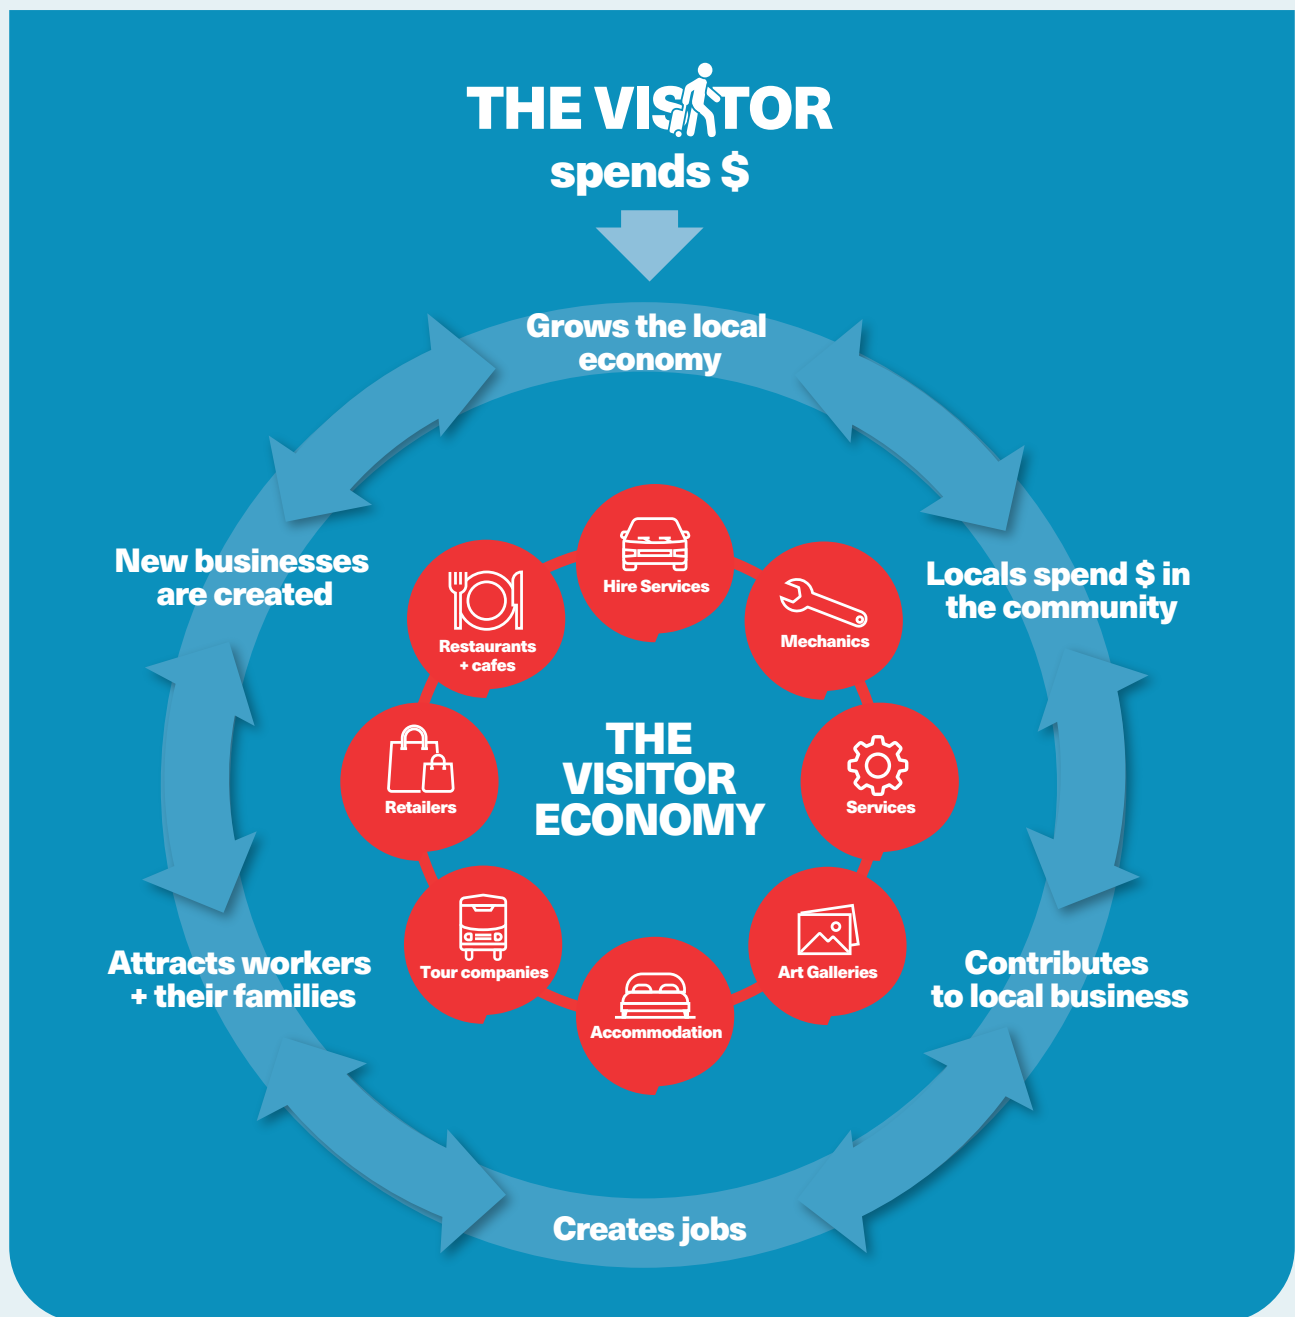 THE VISITOR
spends $
Grows the local
economy
New businesses
are created
Locals spend $ in
the community
Hire Services
Restaurants
+ cafes
Mechanics
THE
VISITOR
ECONOMY
Retailers
Services
Tour companies
Art Galleries
Accommodation
Attracts workers
+ their families
Contributes
to local business
Creates jobs